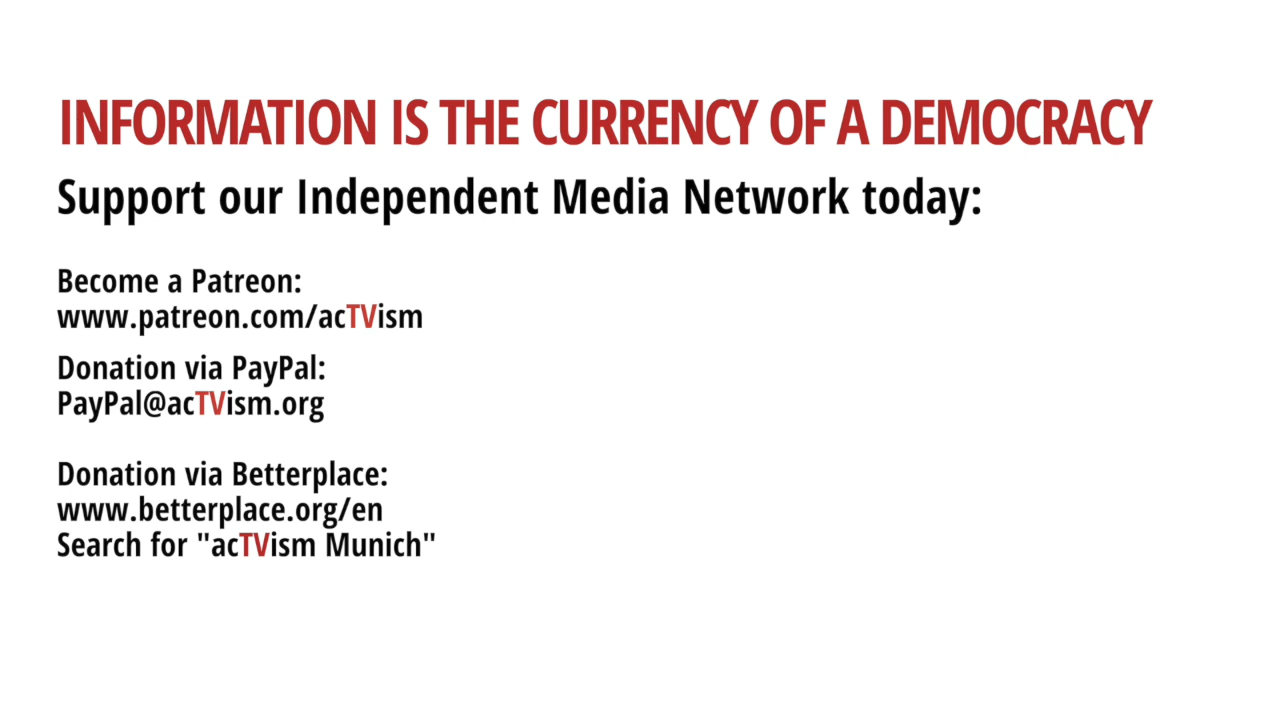 INFORMATION IS THE CURRENCY OF A DEMOCRACY
Support our Independent Media Network today:
Become a Patreon:
www.patreon.com/acTVism
Donation via PayPal:
PayPal@acTVism.org
Donation via Betterplace:
www.betterplace.org/en
Search for "acTVism Munich"